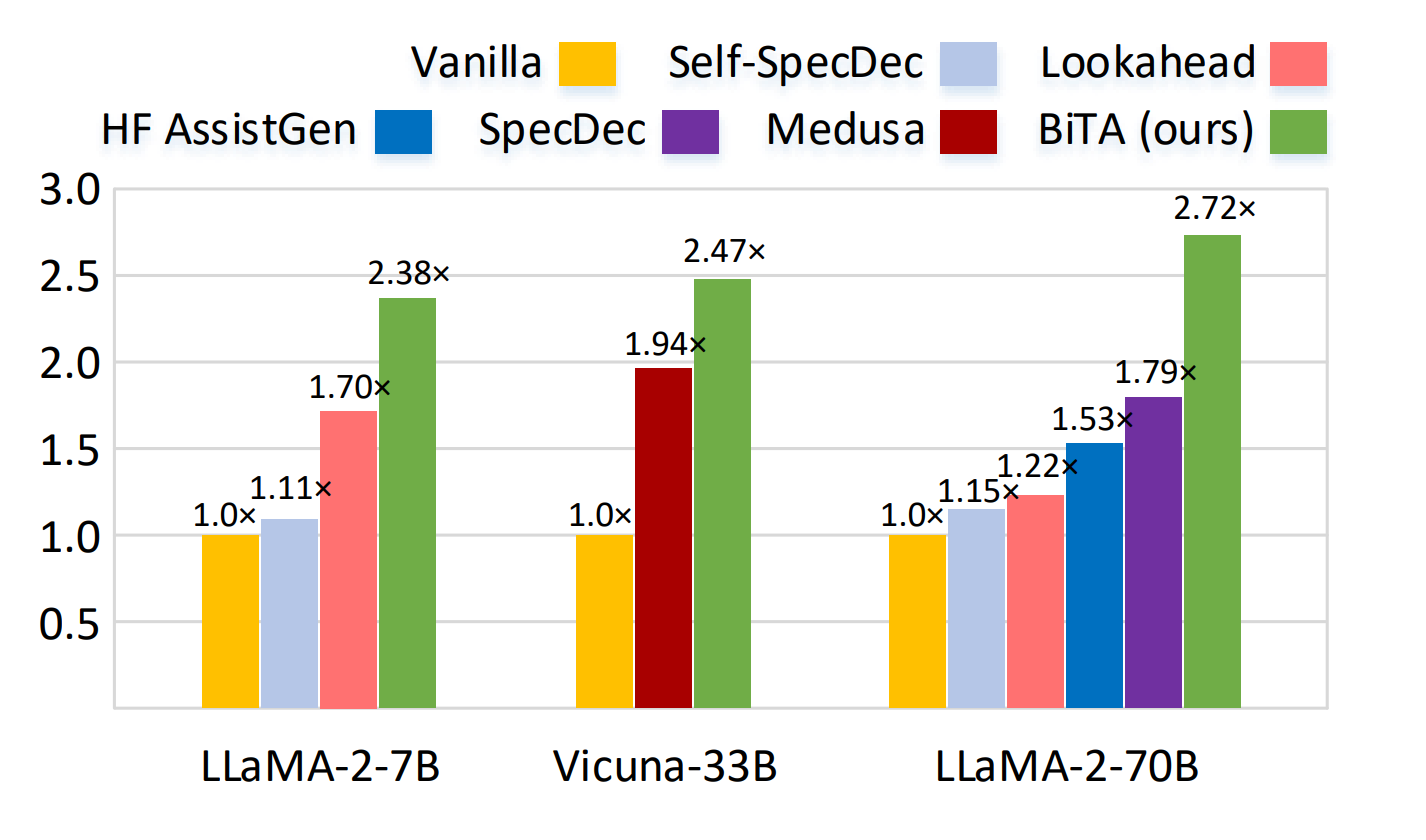 Vanilla Self-SpecDec Lookahead
HF AssistGen SpecDec Medusa BiTA (ours)
3.0
2.5
2.0
1.5
1.0
0.5
1.0× 1.11× 1.70× 2.38×
1.0× 1.94× 2.47×
1.0× 1.15× 1.22× 1.53× 1.79× 2.72×
LLaMA-2-7B Vicuna-33B LLaMA-2-70B